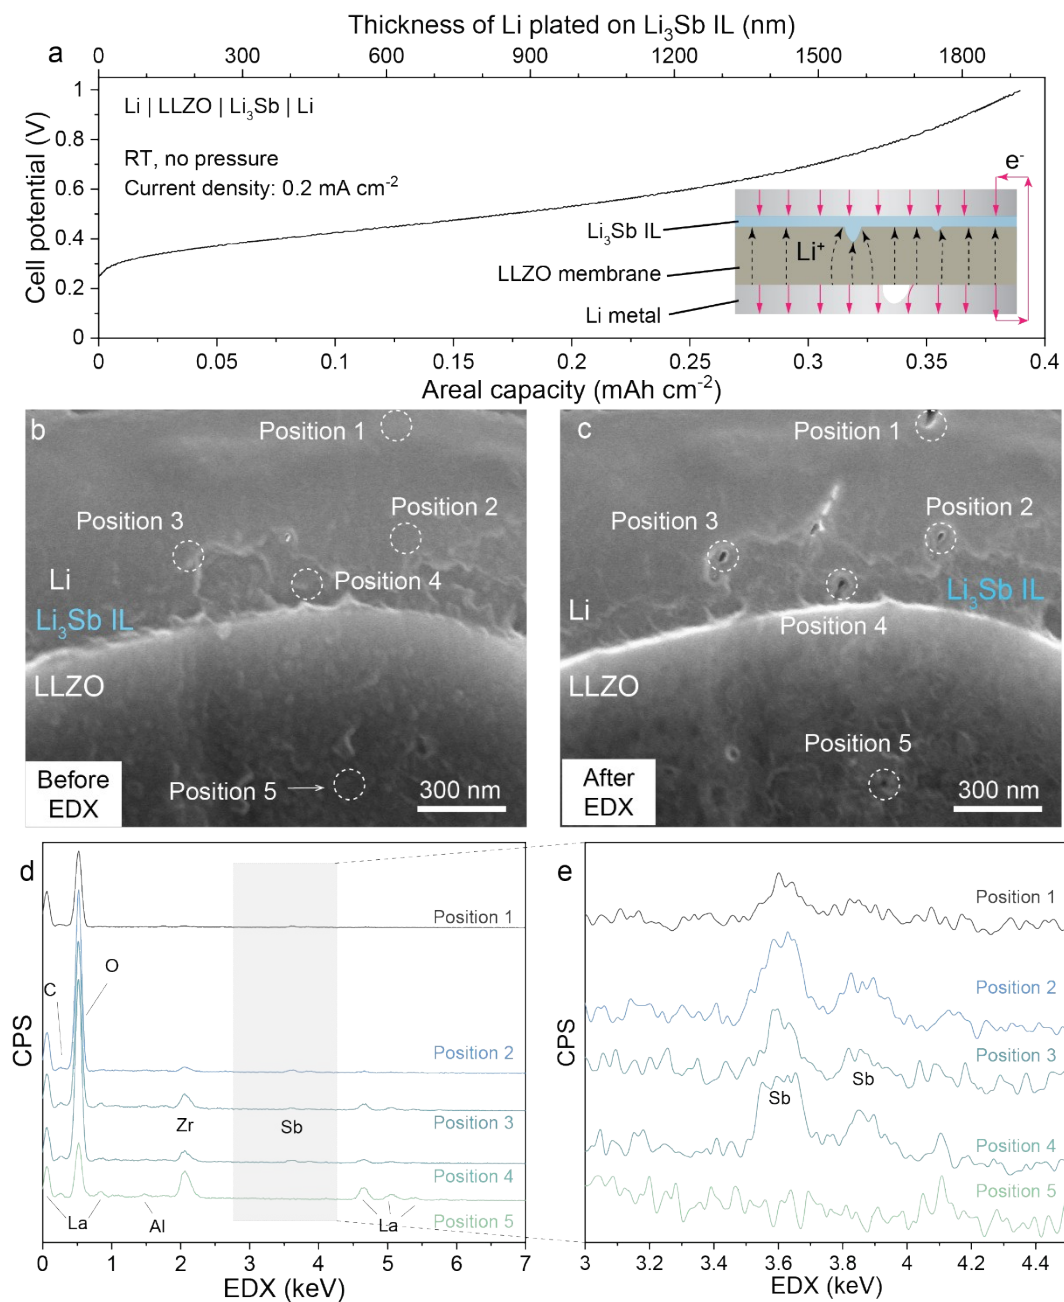 Thickness of Li plated on Li₃Sb IL (nm)
a
0 300 600 900 1200 1500 1800
Cell potential (V)
1
0.8
0.6
0.4
0.2
0
Li | LLZO | Li₃Sb | Li
RT, no pressure
Current density: 0.2 mA cm⁻²
e⁻
Li₃Sb IL
Li⁺
LLZO membrane
Li metal
0 0.05 0.1 0.15 0.2 0.25 0.3 0.35 0.4
Areal capacity (mAh cm⁻²)
b
Position 1
Position 2
Position 3
Position 4
Li
Li₃Sb IL
LLZO
Position 5
Before
EDX
300 nm
c
Position 1
Position 2
Position 3
Li₃Sb IL
Li
Position 4
LLZO
Position 5
After
EDX
300 nm
d
CPS
Position 1
O
C
Position 2
Zr
Sb
Position 3
Position 4
La
Al
La
Position 5
0 1 2 3 4 5 6 7
EDX (keV)
e
CPS
Position 1
Position 2
Position 3
Sb
Sb
Position 4
Position 5
3 3.2 3.4 3.6 3.8 4 4.2 4.4
EDX (keV)